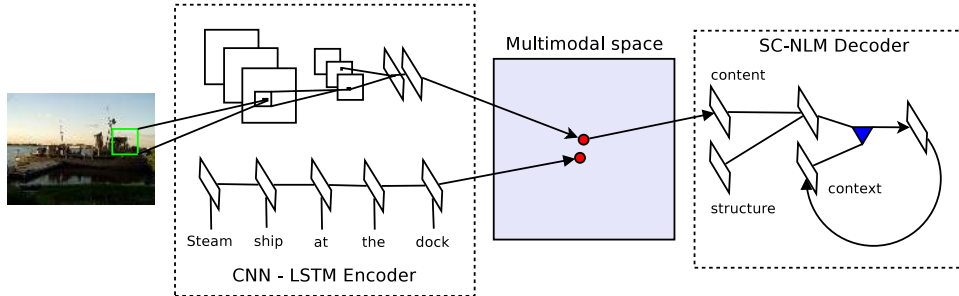 Multimodal space
SC-NLM Decoder
content
structure
context
Steam ship at the dock
CNN - LSTM Encoder